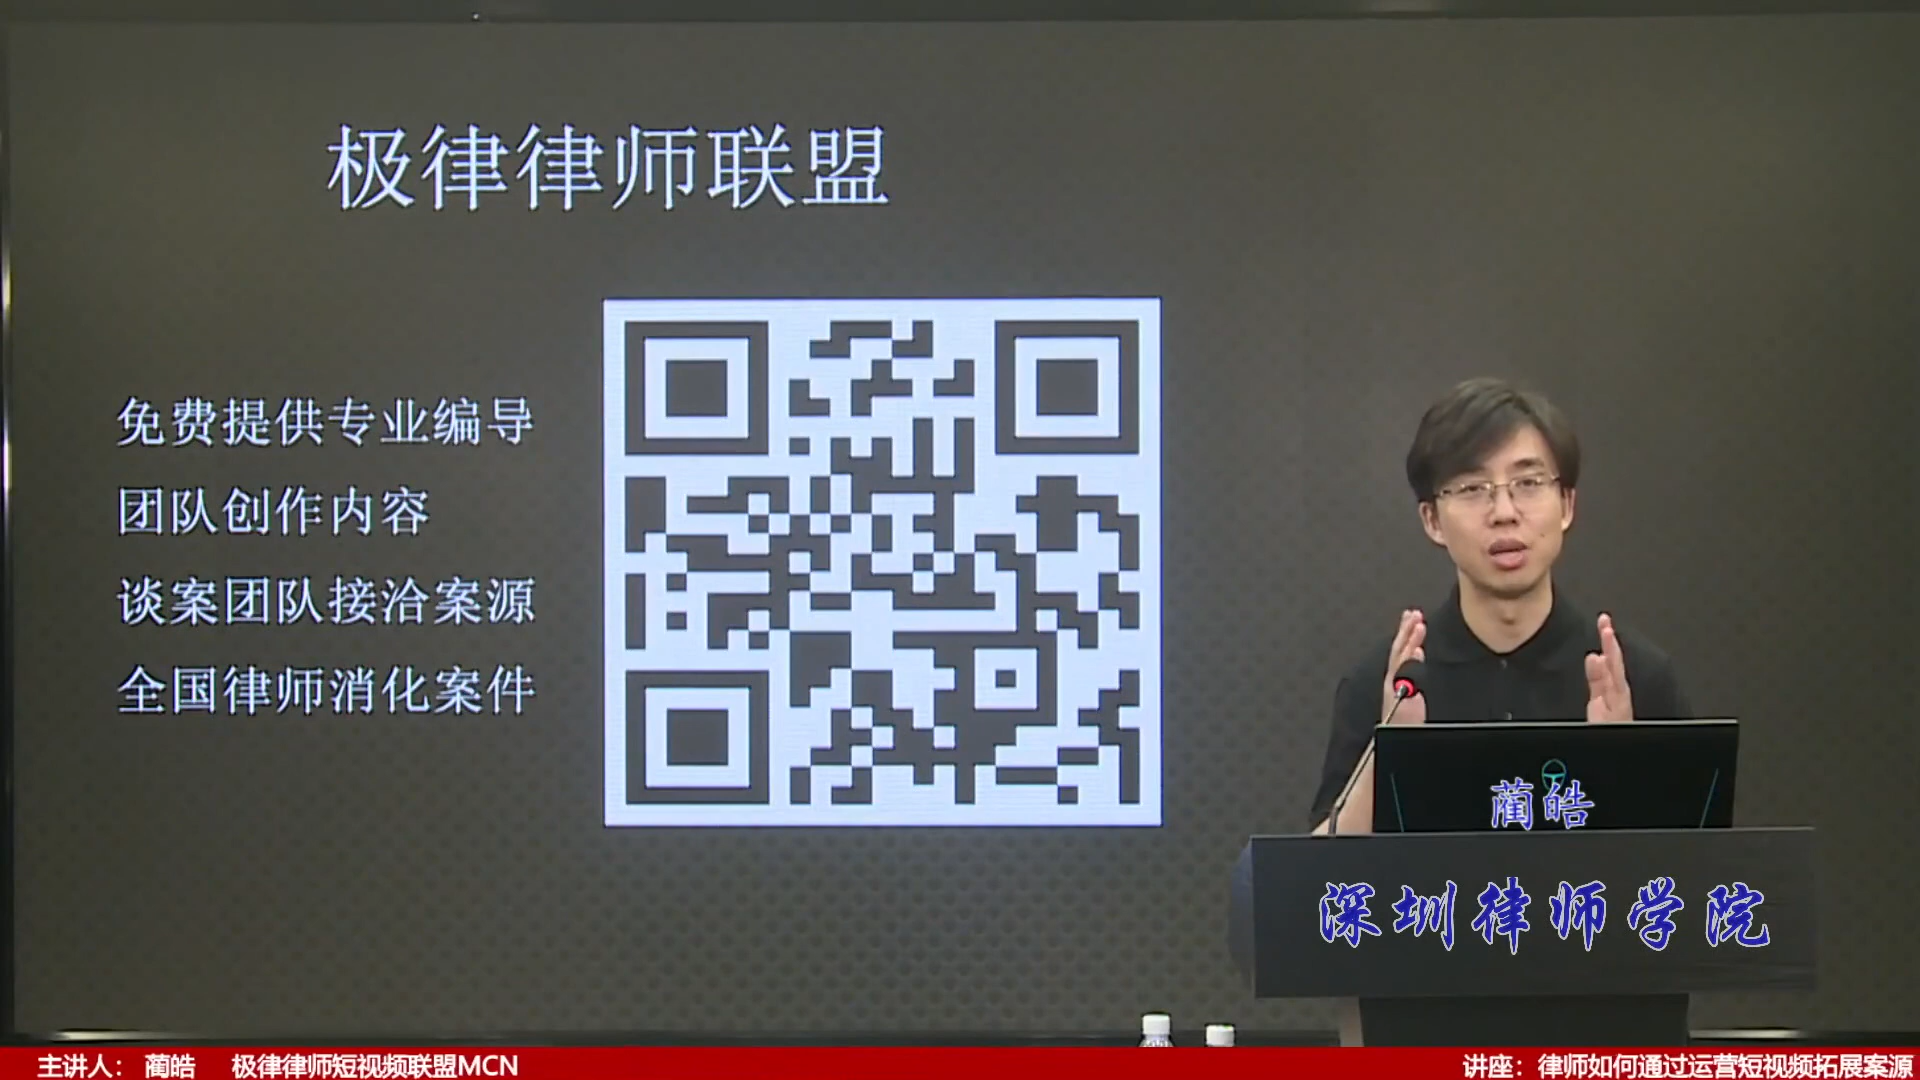 极律律师联盟
免费提供专业编导
团队创作内容
谈案团队接洽案源
全国律师消化案件
蔺皓
深圳律师学院
主讲人： 蔺皓 极律律师短视频联盟MCN
讲座：律师如何通过运营短视频拓展案源